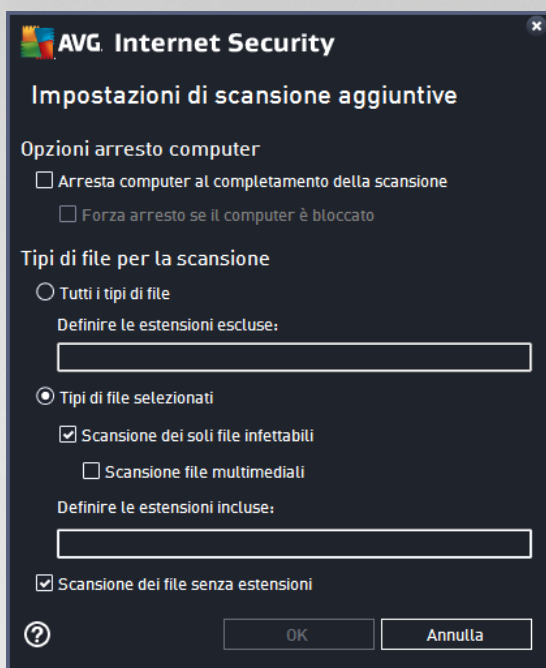 AVG. Internet Security
Impostazioni di scansione aggiuntive
Opzioni arresto computer
Arresta computer al completamento della scansione
Forza arresto se il computer è bloccato
Tipi di file per la scansione
Tutti i tipi di file
Definire le estensioni escluse:
Tipi di file selezionati
Scansione dei soli file infettabili
Scansione file multimediali
Definire le estensioni incluse:
Scansione dei file senza estensioni
? OK Annulla